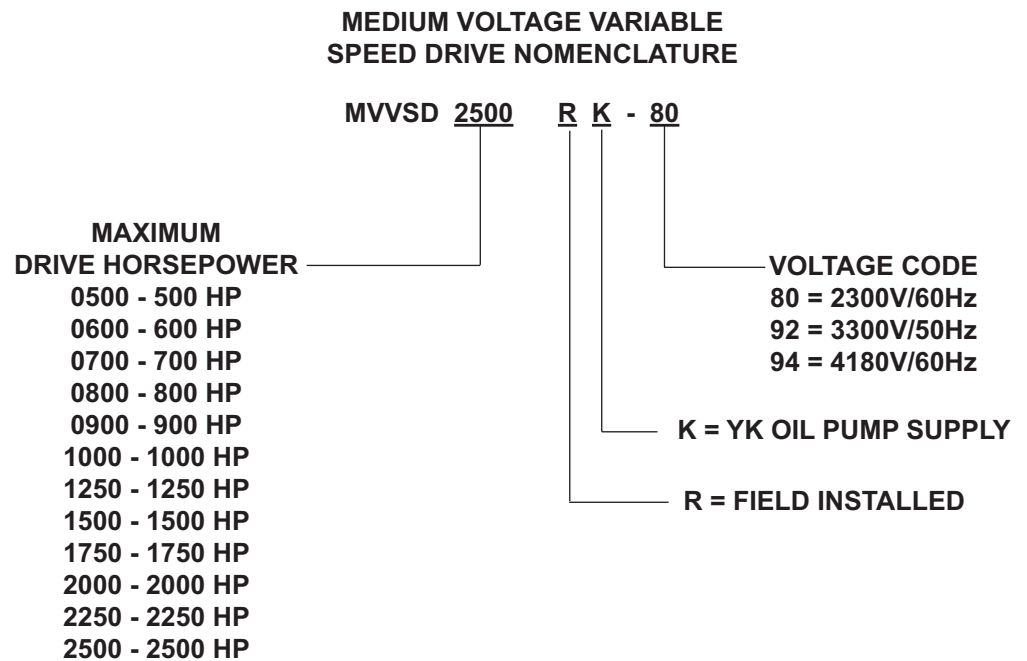 MEDIUM VOLTAGE VARIABLE
SPEED DRIVE NOMENCLATURE
MVVSD 2500 R K - 80
MAXIMUM
DRIVE HORSEPOWER
0500 - 500 HP
0600 - 600 HP
0700 - 700 HP
0800 - 800 HP
0900 - 900 HP
1000 - 1000 HP
1250 - 1250 HP
1500 - 1500 HP
1750 - 1750 HP
2000 - 2000 HP
2250 - 2250 HP
2500 - 2500 HP
VOLTAGE CODE
80 = 2300V/60Hz
92 = 3300V/50Hz
94 = 4180V/60Hz
K = YK OIL PUMP SUPPLY
R = FIELD INSTALLED